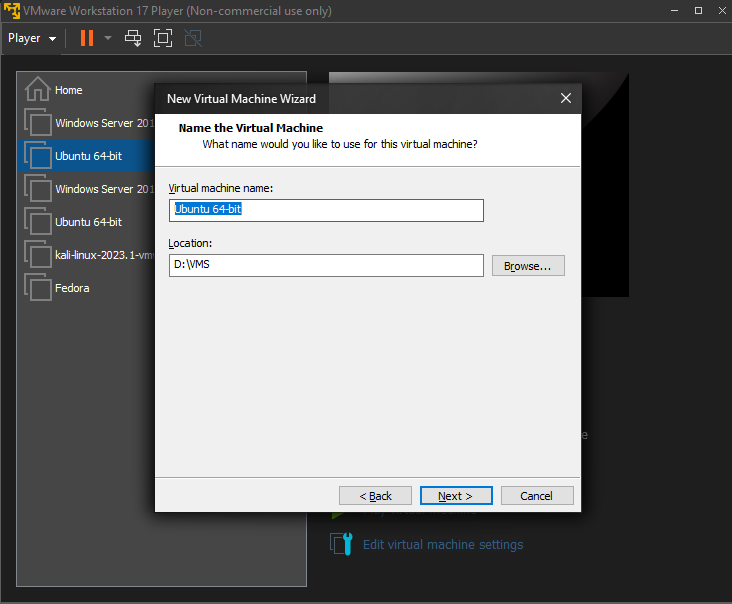 VMware Workstation 17 Player (Non-commercial use only)
Player
Home
Windows Server 201
Ubuntu 64-bit
Windows Server 201
Ubuntu 64-bit
kali-linux-2023.1-vm
Fedora
New Virtual Machine Wizard
Name the Virtual Machine
What name would you like to use for this virtual machine?
Virtual machine name:
Ubuntu 64-bit
Location:
D:\VMS
Browse...
< Back
Next >
Cancel
e
Edit virtual machine settings